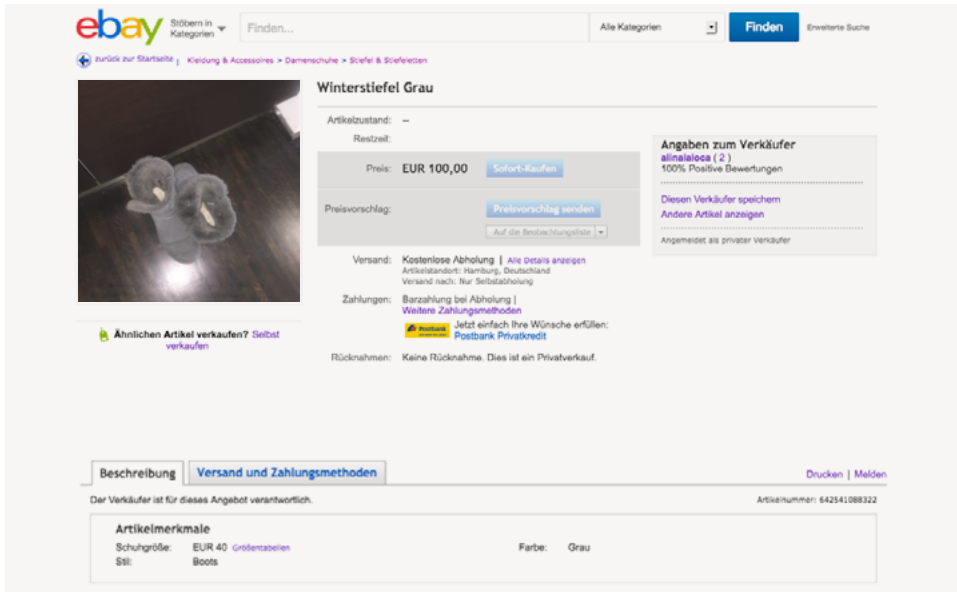 ebay
Stöbern in
Kategorien
Finden...
Alle Kategorien
Finden
Erweiterte Suche
zurück zur Startseite | Kleidung & Accessoires > Damenschuhe > Stiefel & Stiefeletten
Winterstiefel Grau
Artikelzustand: --
Restzeit:
Preis: EUR 100,00 Sofort-Kaufen
Preisvorschlag: Preisvorschlag senden
Auf die Beobachtungsliste
Angaben zum Verkäufer
alinalaloca ( 2 )
100% Positive Bewertungen
Diesen Verkäufer speichern
Andere Artikel anzeigen
Angemeldet als privater Verkäufer
Versand: Kostenlose Abholung | Alle Details anzeigen
Artikelstandort: Hamburg, Deutschland
Versand nach: Nur Selbstabholung
Zahlungen: Barzahlung bei Abholung |
Weitere Zahlungsmethoden
Postbank Jetzt einfach Ihre Wünsche erfüllen:
Postbank Privatkredit
Rücknahmen: Keine Rücknahme. Dies ist ein Privatverkauf.
Ähnlichen Artikel verkaufen? Selbst
verkaufen
Beschreibung Versand und Zahlungsmethoden
Drucken | Melden
Der Verkäufer ist für dieses Angebot verantwortlich.
Artikelnummer: 642541088322
Artikelmerkmale
Schuhgröße: EUR 40 Größentabellen Farbe: Grau
Stil: Boots